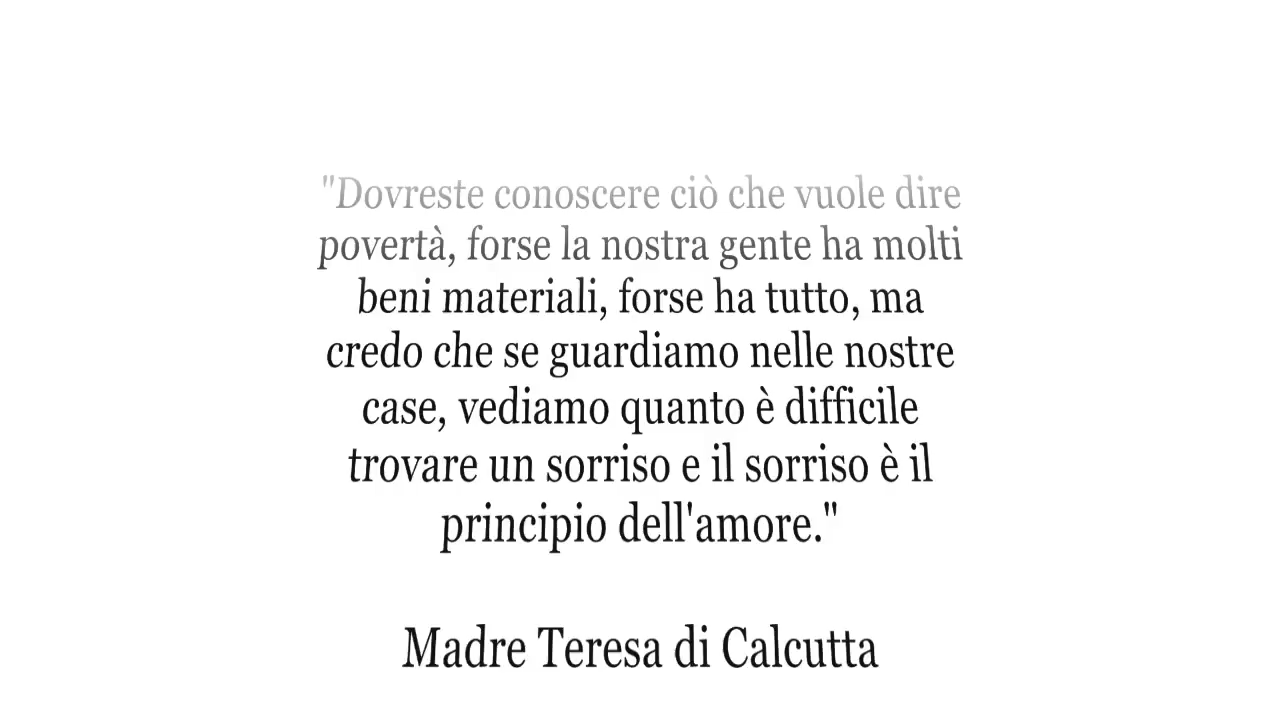 "Dovreste conoscere ciò che vuole dire
povertà, forse la nostra gente ha molti
beni materiali, forse ha tutto, ma
credo che se guardiamo nelle nostre
case, vediamo quanto è difficile
trovare un sorriso e il sorriso è il
principio dell'amore."
Madre Teresa di Calcutta